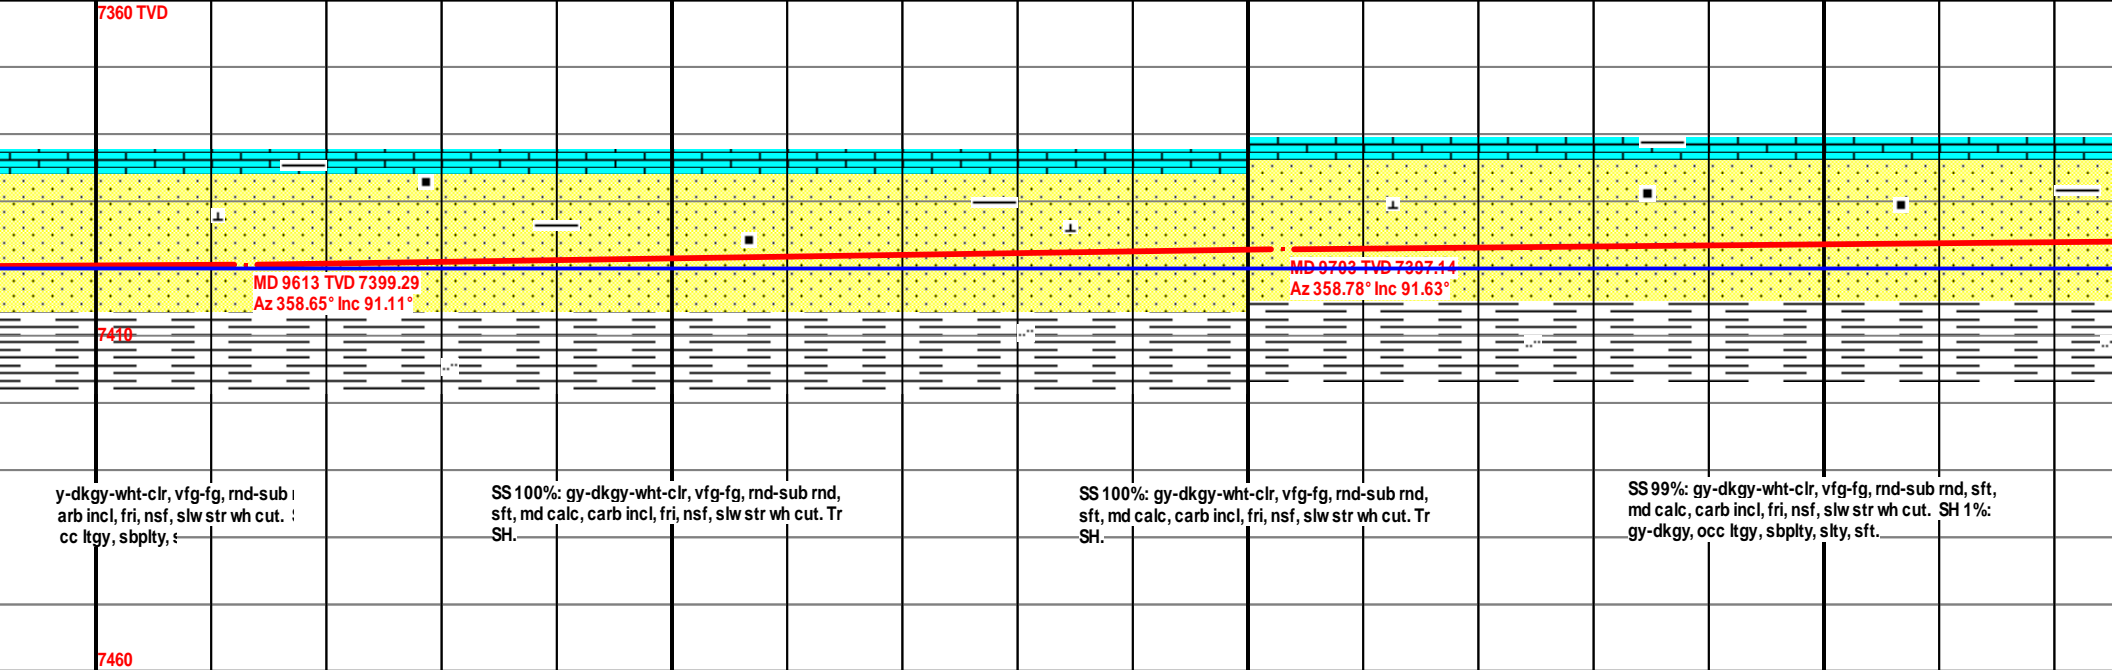 7360 TVD
MD 9613 TVD 7399.29
Az 358.65° Inc 91.11°
MD 9703 TVD 7397.14
Az 358.78° Inc 91.63°
7410
y-dkgy-wht-clr, vfg-fg, rnd-sub
arb incl, fri, nsf, slw str wh cut.
cc ltgy, sbplty,
SS 100%: gy-dkgy-wht-clr, vfg-fg, rnd-sub rnd,
sft, md calc, carb incl, fri, nsf, slw str wh cut. Tr
SH.
SS 100%: gy-dkgy-wht-clr, vfg-fg, rnd-sub rnd,
sft, md calc, carb incl, fri, nsf, slw str wh cut. Tr
SH.
SS 99%: gy-dkgy-wht-clr, vfg-fg, rnd-sub rnd, sft,
md calc, carb incl, fri, nsf, slw str wh cut. SH 1%:
gy-dkgy, occ ltgy, sbplty, slty, sft.
7460